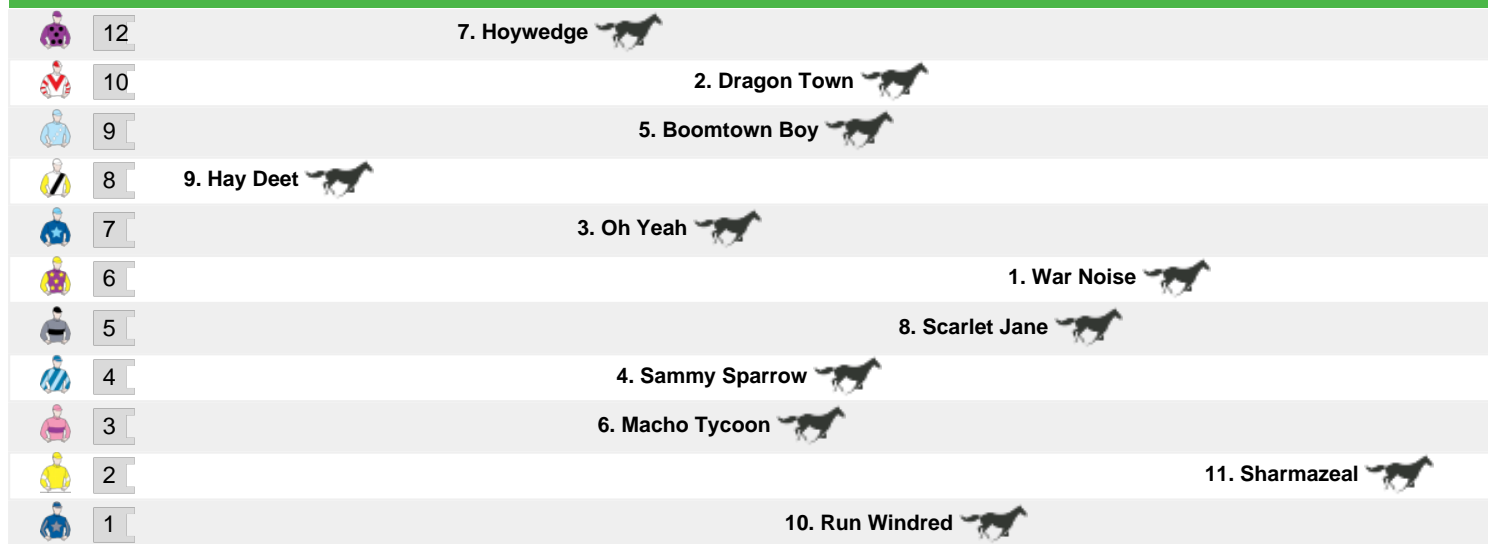 12 7. Hoywedge
10 2. Dragon Town
9 5. Boomtown Boy
8 9. Hay Deet
7 3. Oh Yeah
6 1. War Noise
5 8. Scarlet Jane
4 4. Sammy Sparrow
3 6. Macho Tycoon
2 11. Sharmazeal
1 10. Run Windred